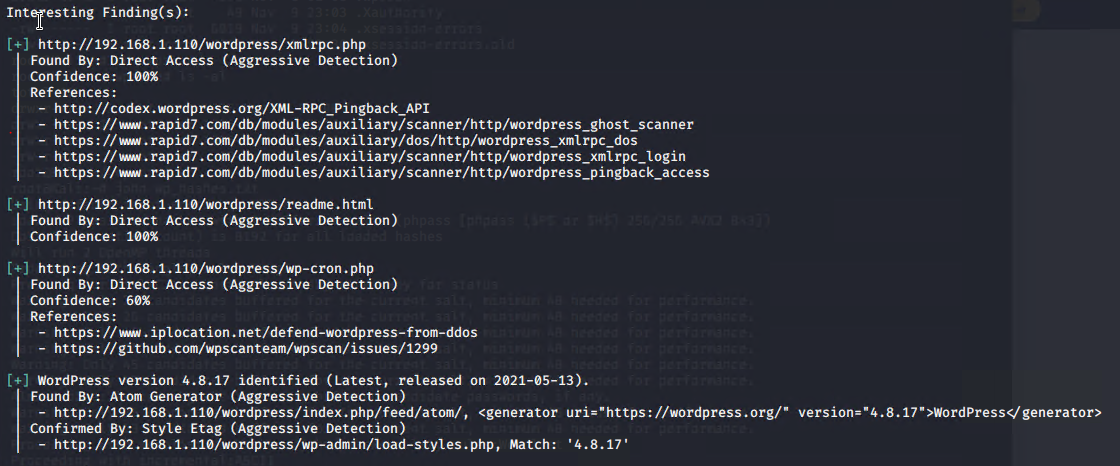 Interesting Finding(s):
[+] http://192.168.1.110/wordpress/xmlrpc.php
| Found By: Direct Access (Aggressive Detection)
| Confidence: 100%
| References:
|  - http://codex.wordpress.org/XML-RPC_Pingback_API
|  - https://www.rapid7.com/db/modules/auxiliary/scanner/http/wordpress_ghost_scanner
|  - https://www.rapid7.com/db/modules/auxiliary/dos/http/wordpress_xmlrpc_dos
|  - https://www.rapid7.com/db/modules/auxiliary/scanner/http/wordpress_xmlrpc_login
|  - https://www.rapid7.com/db/modules/auxiliary/scanner/http/wordpress_pingback_access
[+] http://192.168.1.110/wordpress/readme.html
| Found By: Direct Access (Aggressive Detection)
| Confidence: 100%
[+] http://192.168.1.110/wordpress/wp-cron.php
| Found By: Direct Access (Aggressive Detection)
| Confidence: 60%
| References:
|  - https://www.iplocation.net/defend-wordpress-from-ddos
|  - https://github.com/wpscanteam/wpscan/issues/1299
[+] WordPress version 4.8.17 identified (Latest, released on 2021-05-13).
| Found By: Atom Generator (Aggressive Detection)
|  - http://192.168.1.110/wordpress/index.php/feed/atom/, <generator uri="https://wordpress.org/" version="4.8.17">WordPress</generator>
| Confirmed By: Style Etag (Aggressive Detection)
|  - http://192.168.1.110/wordpress/wp-admin/load-styles.php, Match: '4.8.17'